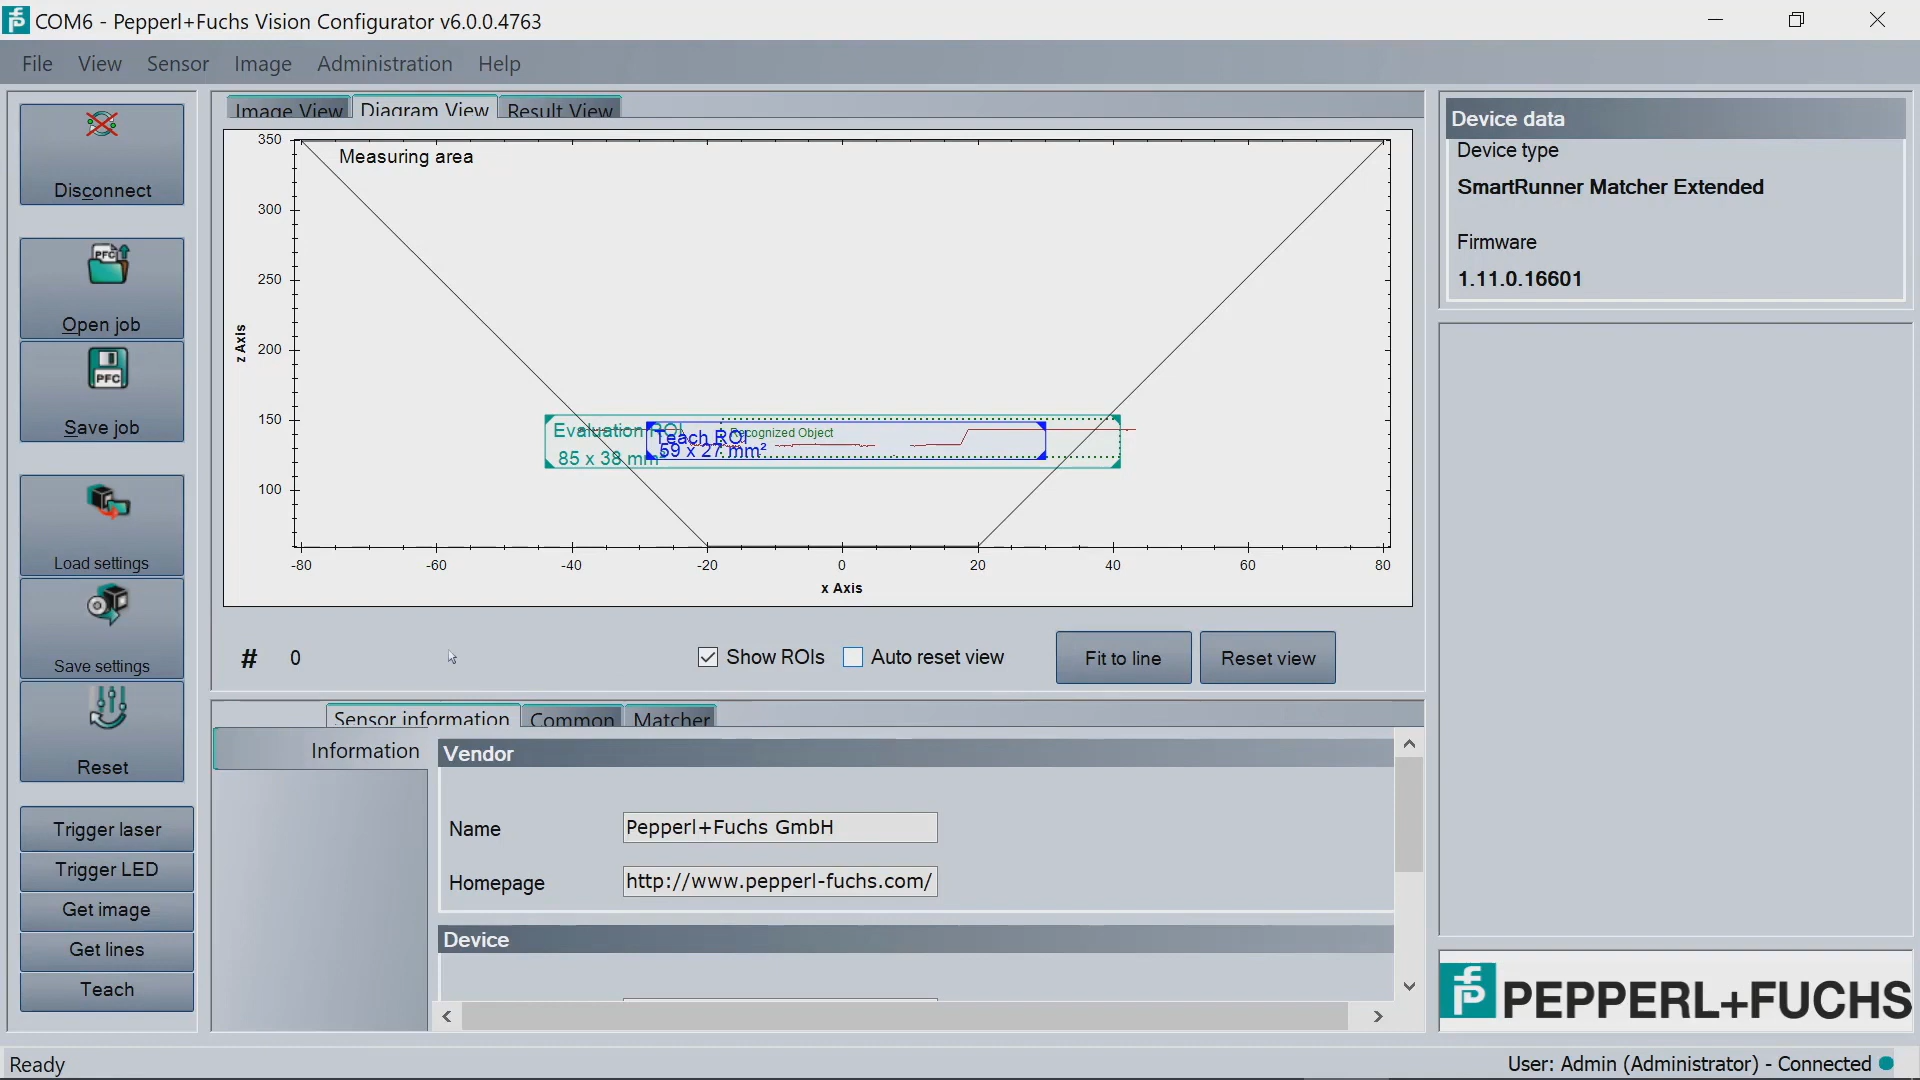 COM6 - Pepperl+Fuchs Vision Configurator v6.0.0.4763
File View Sensor Image Administration Help
Disconnect
Open job
Save job
Load settings
Save settings
Reset
Trigger laser
Trigger LED
Get image
Get lines
Teach
Image View Diagram View Result View
Measuring area
350
300
250
200
150
100
z Axis
Evaluation ROI
85 x 38 mm²
Teach ROI
59 x 27 mm²
Recognized Object
-80 -60 -40 -20 0 20 40 60 80
x Axis
# 0
Show ROIs
Auto reset view
Fit to line
Reset view
Sensor information Common Matcher
Information
Vendor
Name Pepperl+Fuchs GmbH
Homepage http://www.pepperl-fuchs.com/
Device
Device data
Device type
SmartRunner Matcher Extended
Firmware
1.11.0.16601
PEPPERL+FUCHS
Ready
User: Admin (Administrator) - Connected